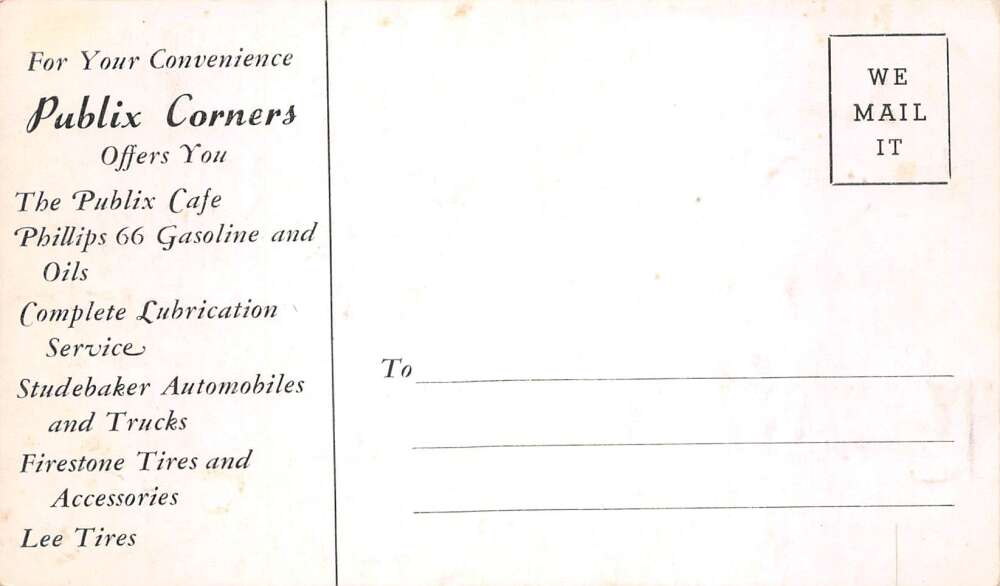 For Your Convenience
Publix Corners
Offers You
The Publix Cafe
Phillips 66 Gasoline and
Oils
Complete Lubrication
Service
Studebaker Automobiles
and Trucks
Firestone Tires and
Accessories
Lee Tires
WE
MAIL
IT
To